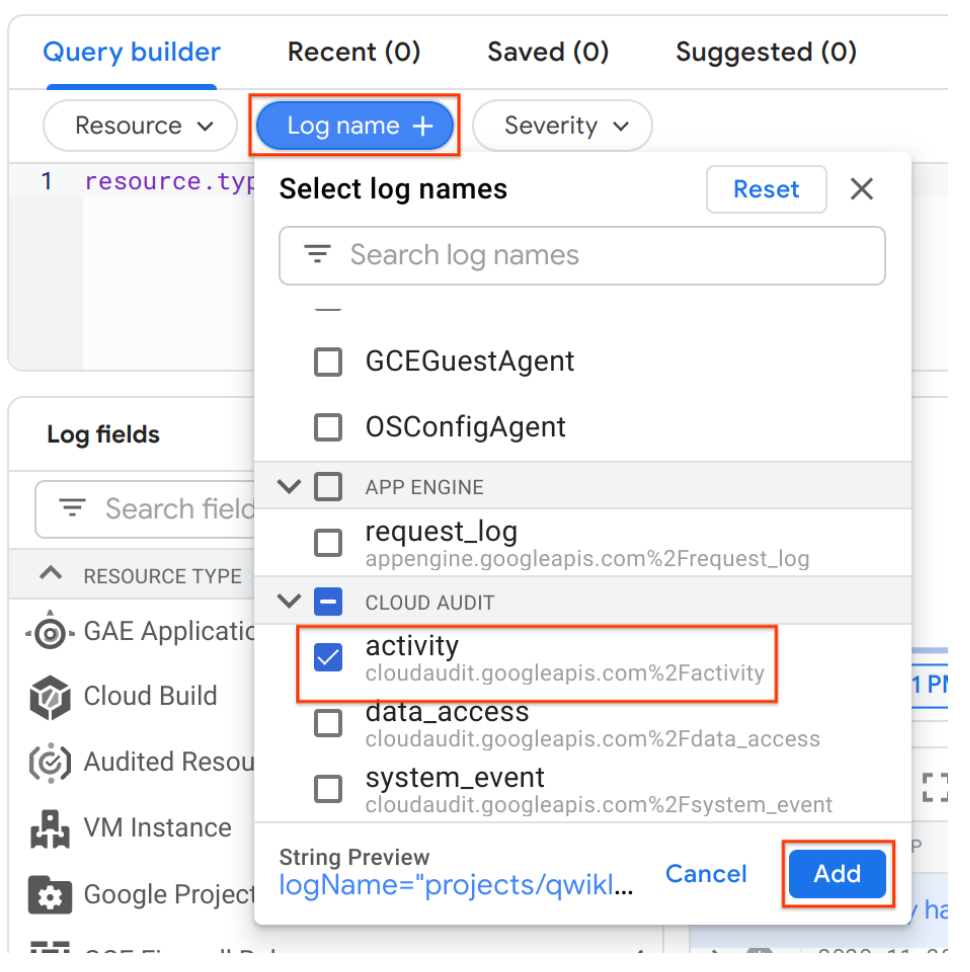 Query builder Recent (0) Saved (0) Suggested (0)
Resource Log name + Severity
1 resource.typ
Select log names Reset
Search log names
GCEGuestAgent
OSConfigAgent
Log fields
APP ENGINE
Search field
request_log
appengine.googleapis.com%2Frequest_log
RESOURCE TYPE
CLOUD AUDIT
GAE Applicatio
activity
cloudaudit.googleapis.com%2Factivity
1 PM
Cloud Build
data_access
cloudaudit.googleapis.com%2Fdata_access
Audited Resou
system_event
cloudaudit.googleapis.com%2Fsystem_event
VM Instance
String Preview
logName="projects/qwikl... Cancel Add
Google Project